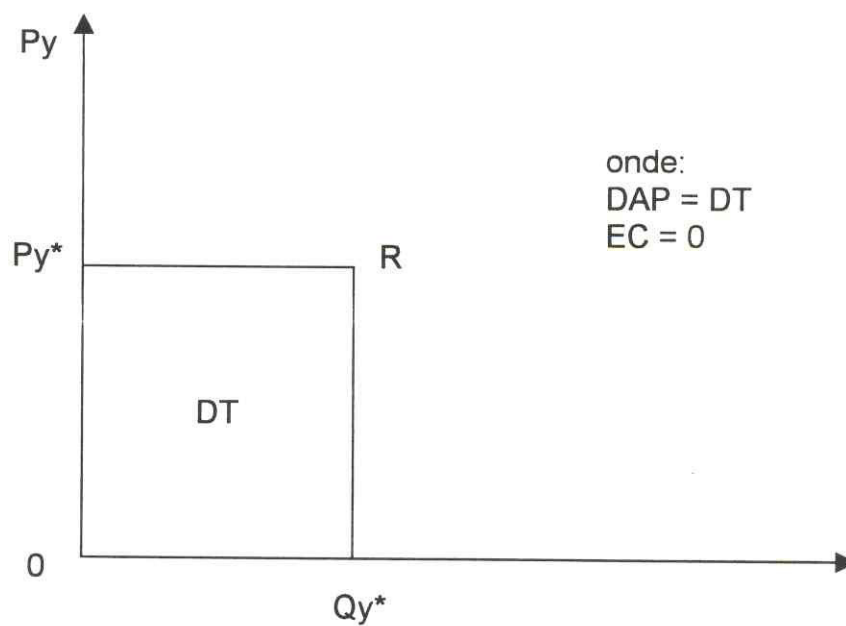 Py
onde:
DAP = DT
EC = 0
Py*
R
DT
0
Qy*